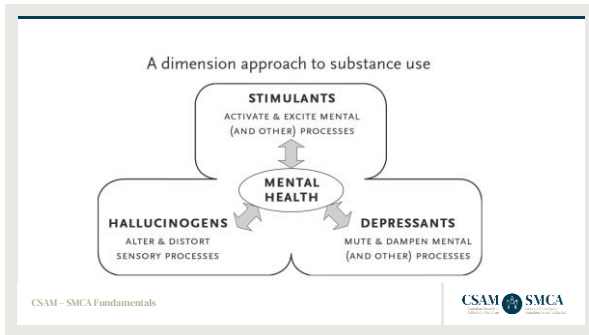 A dimension approach to substance use
STIMULANTS
ACTIVATE & EXCITE MENTAL
(AND OTHER) PROCESSES
MENTAL
HEALTH
HALLUCINOGENS
ALTER & DISTORT
SENSORY PROCESSES
DEPRESSANTS
MUTE & DAMPEN MENTAL
(AND OTHER) PROCESSES
CSAM – SMCA Fundamentals
CSAM SMCA